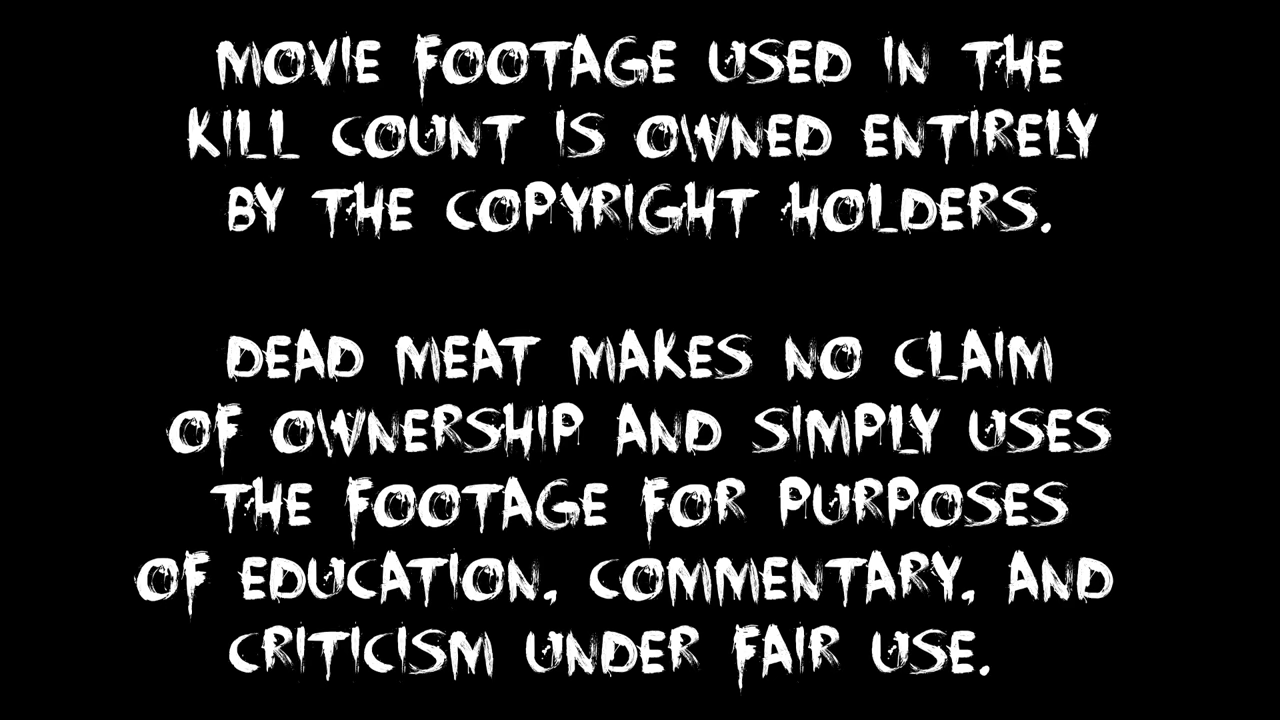 MOVIE FOOTAGE USED IN THE
KILL COUNT IS OWNED ENTIRELY
BY THE COPYRIGHT HOLDERS.
DEAD MEAT MAKES NO CLAIM
OF OWNERSHIP AND SIMPLY USES
THE FOOTAGE FOR PURPOSES
OF EDUCATION, COMMENTARY, AND
CRITICISM UNDER FAIR USE.